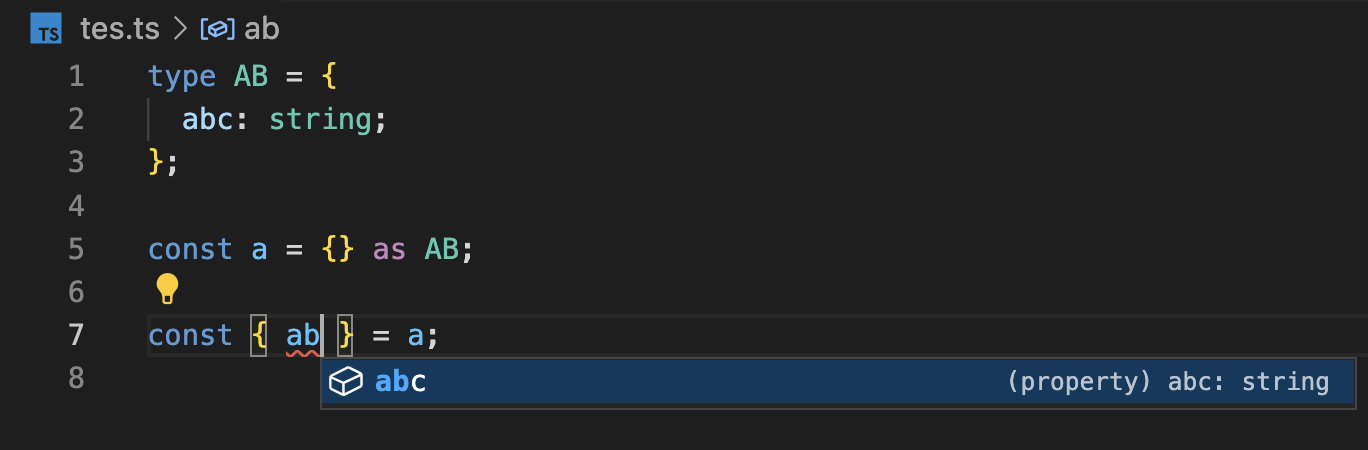 TS tes.ts > ab
1 type AB = {
2   abc: string;
3 };
4
5 const a = {} as AB;
6
7 const { ab } = a;
8
abc (property) abc: string